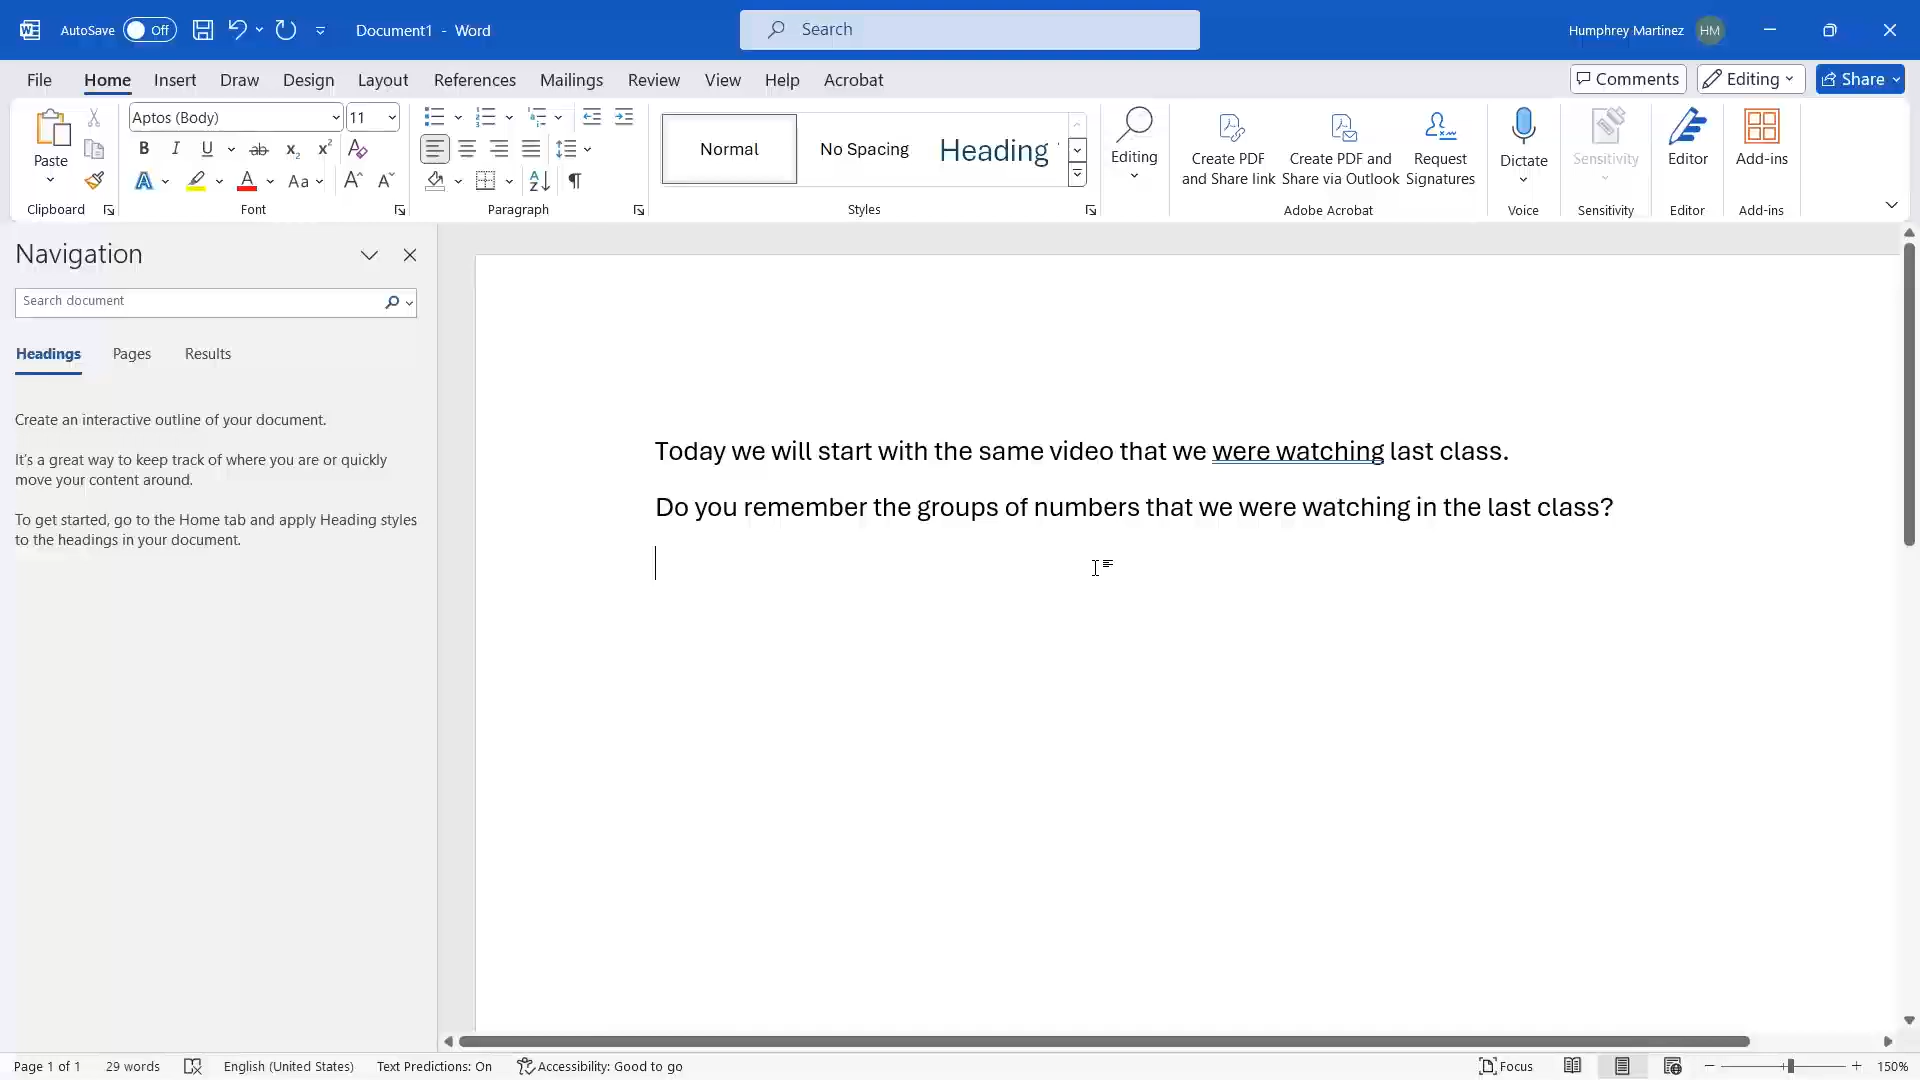 AutoSave Off Document1 - Word Search Humphrey Martinez HM
File Home Insert Draw Design Layout References Mailings Review View Help Acrobat Comments Editing Share
Aptos (Body) 11
Paste
Clipboard
Font
Paragraph
Normal No Spacing Heading
Styles
Editing
Create PDF and Share link
Create PDF and Share via Outlook
Request Signatures
Adobe Acrobat
Dictate
Voice
Sensitivity
Sensitivity
Editor
Editor
Add-ins
Add-ins
Navigation
Search document
Headings Pages Results
Create an interactive outline of your document.
It's a great way to keep track of where you are or quickly
move your content around.
To get started, go to the Home tab and apply Heading styles
to the headings in your document.
Today we will start with the same video that we were watching last class.
Do you remember the groups of numbers that we were watching in the last class?
Page 1 of 1 29 words English (United States) Text Predictions: On Accessibility: Good to go Focus 150%